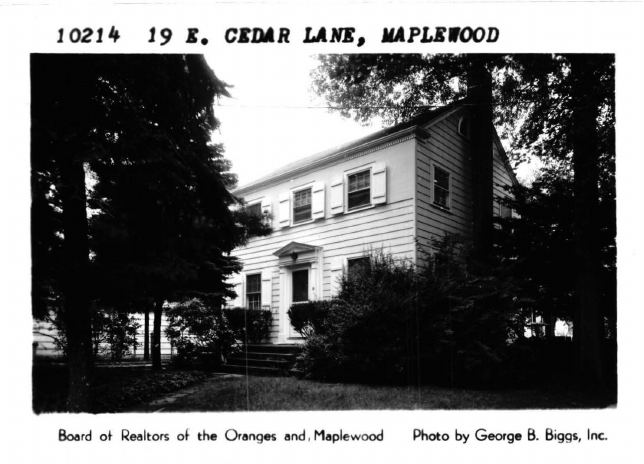 10214 19 E. CEDAR LANE, MAPLEWOOD
Board of Realtors of the Oranges and, Maplewood Photo by George B. Biggs, Inc.